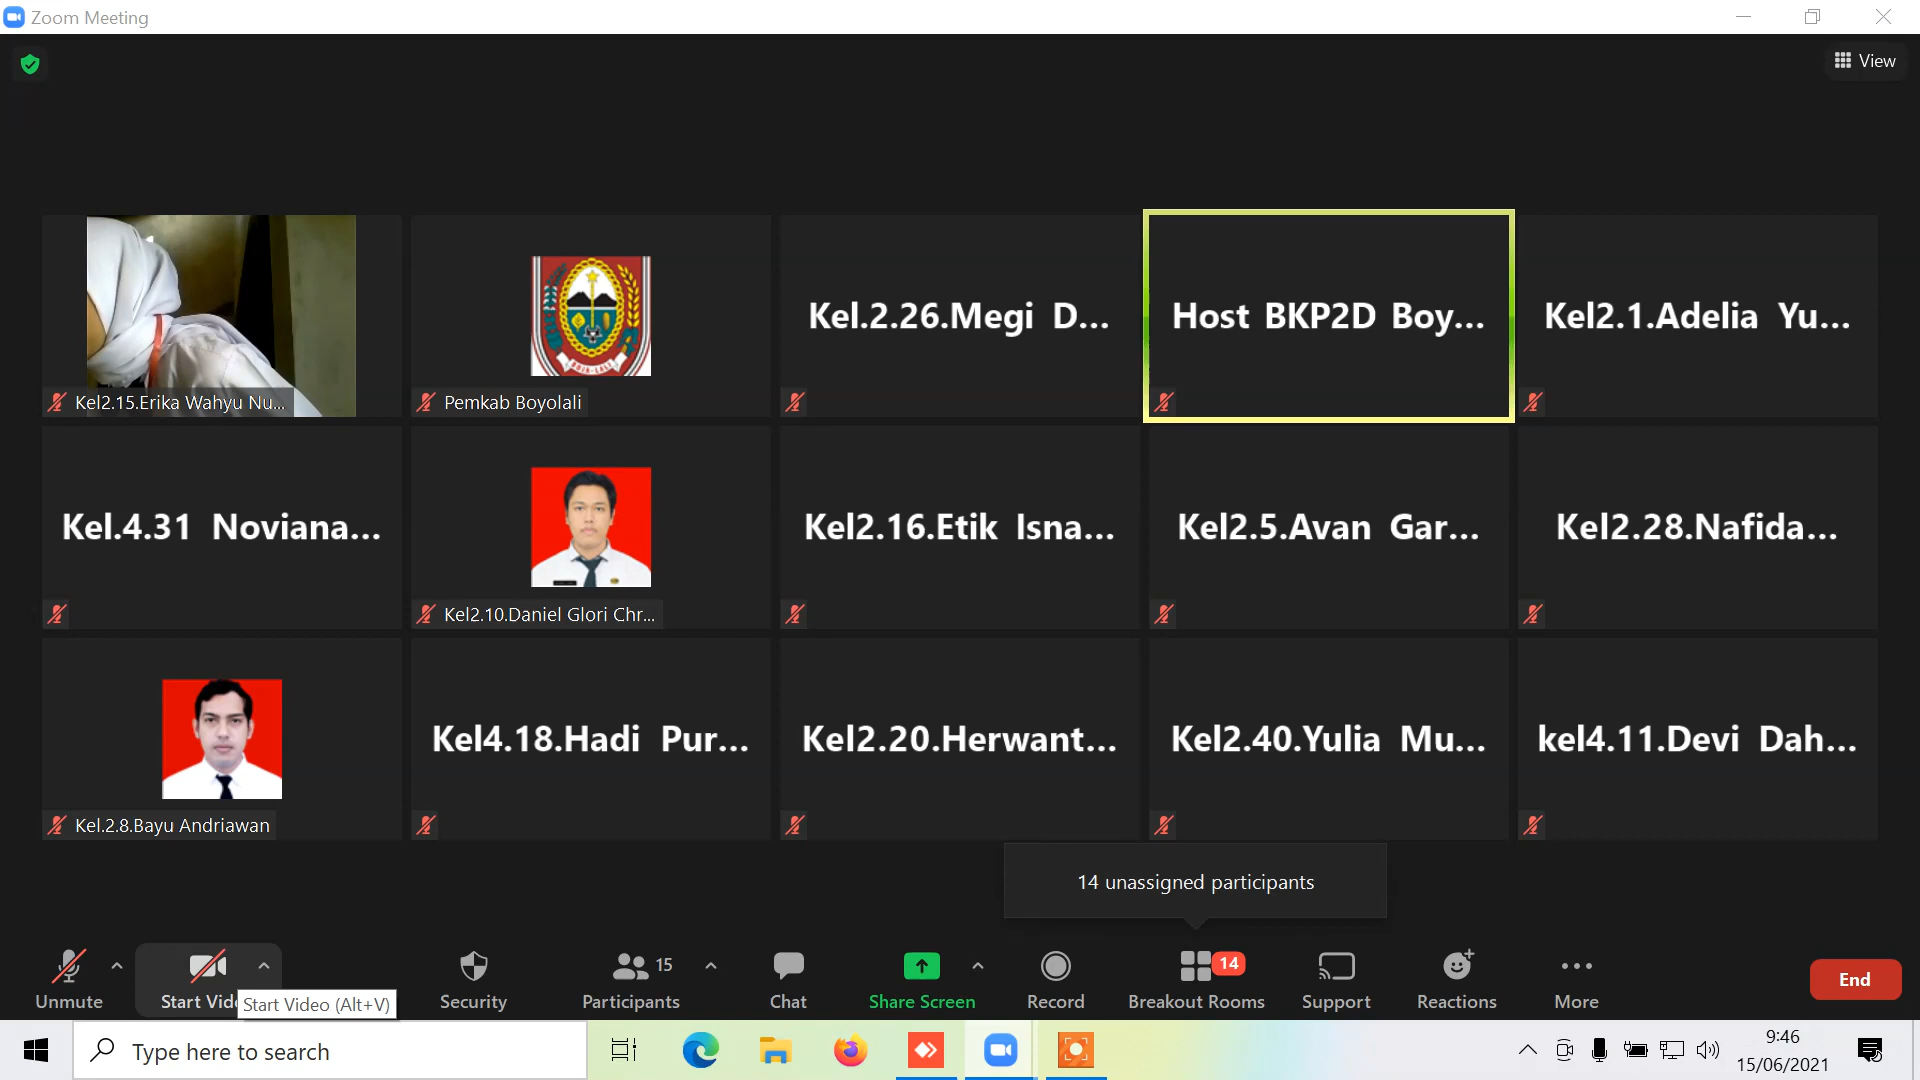 Zoom Meeting
View
Kel2.15.Erika Wahyu Nu...
Pemkab Boyolali
Kel.2.26.Megi D...
Host BKP2D Boy...
Kel2.1.Adelia Yu...
Kel.4.31 Noviana...
Kel2.10.Daniel Glori Chr...
Kel2.16.Etik Isna...
Kel2.5.Avan Gar...
Kel2.28.Nafida...
Kel.2.8.Bayu Andriawan
Kel4.18.Hadi Pur...
Kel2.20.Herwant...
Kel2.40.Yulia Mu...
kel4.11.Devi Dah...
14 unassigned participants
Unmute
Start Vid
Start Video (Alt+V)
Security
15
Participants
Chat
Share Screen
Record
14
Breakout Rooms
Support
Reactions
More
End
Type here to search
9:46
15/06/2021